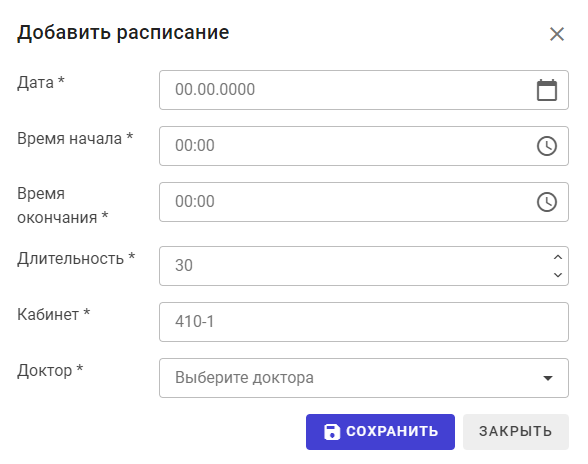 Добавить расписание
Дата *
00.00.0000
Время начала *
00:00
Время
окончания *
00:00
Длительность *
30
Кабинет *
410-1
Доктор *
Выберите доктора
СОХРАНИТЬ
ЗАКРЫТЬ